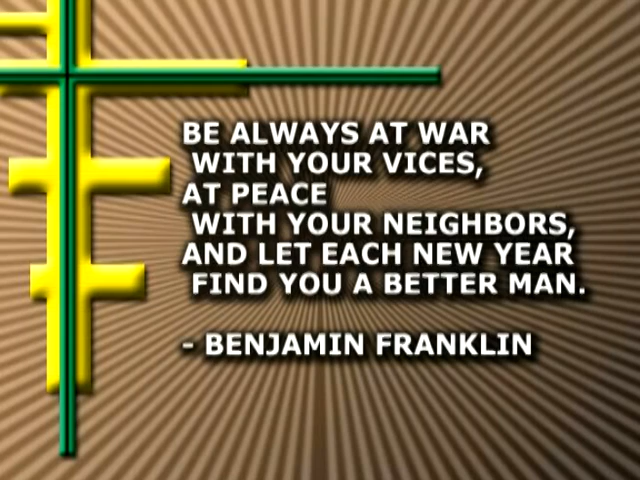 BE ALWAYS AT WAR
WITH YOUR VICES,
AT PEACE
WITH YOUR NEIGHBORS,
AND LET EACH NEW YEAR
FIND YOU A BETTER MAN.
- BENJAMIN FRANKLIN